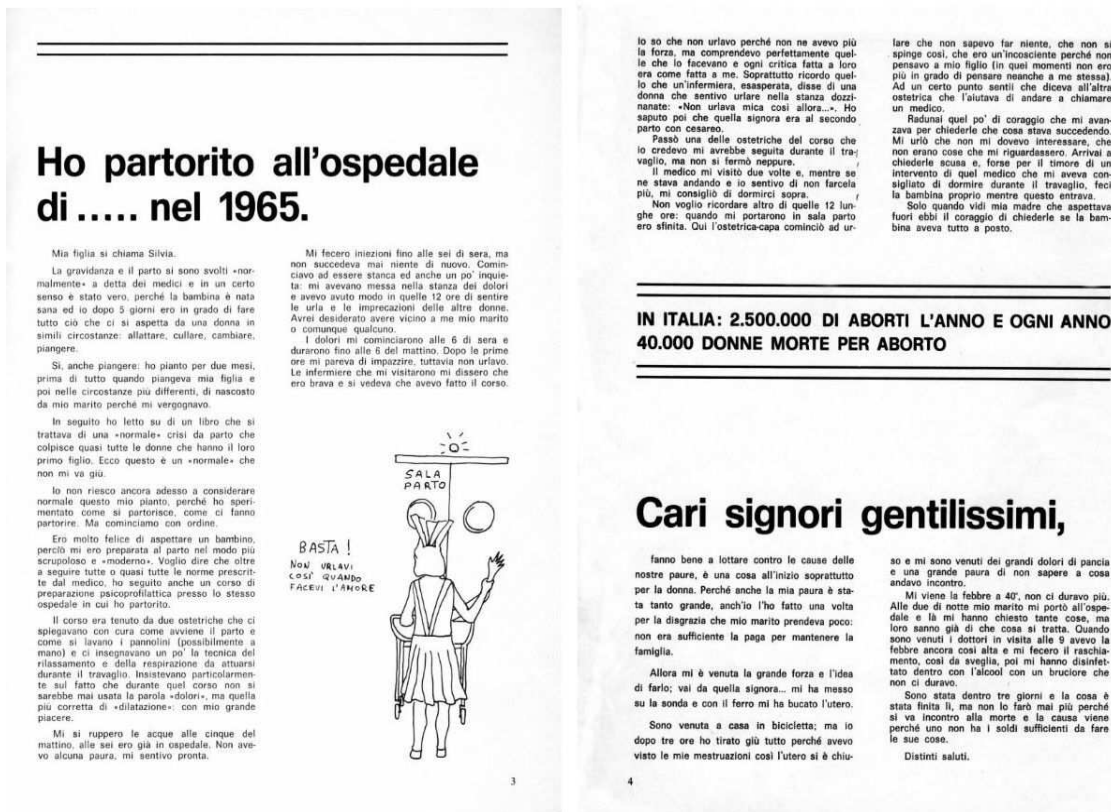 Ho partorito all'ospedale
di ..... nel 1965.
Mia figlia si chiama Silvia.
La gravidanza e il parto si sono svolti «nor-
malmente» a detta dei medici e in un certo
senso è stato vero, perché la bambina è nata
sana ed io dopo 5 giorni ero in grado di fare
tutto ciò che ci si aspetta da una donna in
simili circostanze: allattare, cullare, cambiare,
piangere.
Si, anche piangere: ho pianto per due mesi,
prima di tutto quando piangeva mia figlia e
poi nelle circostanze più differenti, di nascosto
da mio marito perché mi vergognavo.
In seguito ho letto su di un libro che si
trattava di una «normale» crisi da parto che
colpisce quasi tutte le donne che hanno il loro
primo figlio. Ecco questo è un «normale» che
non mi va giù.
Io non riesco ancora adesso a considerare
normale questo mio pianto, perché ho speri-
mentato come si partorisce, come ci fanno
partorire. Ma cominciamo con ordine.
Ero molto felice di aspettare un bambino,
perciò mi ero preparata al parto nel modo più
scrupoloso e «moderno». Voglio dire che oltre
a seguire tutte o quasi tutte le norme prescrit-
te dal medico, ho seguito anche un corso di
preparazione psicoprofilattica presso lo stesso
ospedale in cui ho partorito.
Il corso era tenuto da due ostetriche che ci
spiegavano con cura come avviene il parto e
come si lavano i pannolini (possibilmente a
mano) e ci insegnavano un po' la tecnica del
rilassamento e della respirazione da attuarsi
durante il travaglio. Insistevano particolarmen-
te sul fatto che durante quel corso non si
sarebbe mai usata la parola «dolori», ma quella
più corretta di «dilatazione»: con mio grande
piacere.
Mi si ruppero le acque alle cinque del
mattino, alle sei ero già in ospedale. Non ave-
vo alcuna paura, mi sentivo pronta.
Mi fecero iniezioni fino alle sei di sera, ma
non succedeva mai niente di nuovo. Comin-
ciavo ad essere stanca ed anche un po' inquie-
ta: mi avevano messa nella stanza dei dolori
e avevo avuto modo in quelle 12 ore di sentire
le urla e le imprecazioni delle altre donne.
Avrei desiderato avere vicino a me mio marito
o comunque qualcuno.
I dolori mi cominciarono alle 6 di sera e
durarono fino alle 6 del mattino. Dopo le prime
ore mi pareva di impazzire, tuttavia non urlavo.
Le infermiere che mi visitarono mi dissero che
ero brava e si vedeva che avevo fatto il corso.
SALA
PARTO
BASTA!
NON URLAVI
COSÌ QUANDO
FACEVI L'AMORE
3
Io so che non urlavo perché non ne avevo più
la forza, ma comprendevo perfettamente quel-
le che lo facevano e ogni critica fatta a loro
era come fatta a me. Soprattutto ricordo quel-
lo che un'infermiera, esasperata, disse di una
donna che sentivo urlare nella stanza dozzi-
nanate: «Non urlava mica così allora...». Ho
saputo poi che quella signora era al secondo
parto con cesareo.
Passò una delle ostetriche del corso che
io credevo mi avrebbe seguita durante il tra-
vaglio, ma non si fermò neppure.
Il medico mi visitò due volte e, mentre se
ne stava andando e io sentivo di non farcela
più, mi consigliò di dormirci sopra.
Non voglio ricordare altro di quelle 12 lun-
ghe ore: quando mi portarono in sala parto
ero sfinita. Qui l'ostetrica-capa cominciò ad ur-
lare che non sapevo far niente, che non si
spinge così, che ero un'incosciente perché non
pensavo a mio figlio (in quei momenti non ero
più in grado di pensare neanche a me stessa).
Ad un certo punto sentii che diceva all'altra
ostetrica che l'aiutava di andare a chiamare
un medico.
Radunai quel po' di coraggio che mi avan-
zava per chiederle che cosa stava succedendo.
Mi urlò che non mi dovevo interessare, che
non erano cose che mi riguardassero. Arrivai a
chiederle scusa e, forse per il timore di un
intervento di quel medico che mi aveva con-
sigliato di dormire durante il travaglio, feci
la bambina proprio mentre questo entrava.
Solo quando vidi mia madre che aspettava
fuori ebbi il coraggio di chiederle se la bam-
bina aveva tutto a posto.
IN ITALIA: 2.500.000 DI ABORTI L'ANNO E OGNI ANNO
40.000 DONNE MORTE PER ABORTO
Cari signori gentilissimi,
fanno bene a lottare contro le cause delle
nostre paure, è una cosa all'inizio soprattutto
per la donna. Perché anche la mia paura è sta-
ta tanto grande, anch'io l'ho fatto una volta
per la disgrazia che mio marito prendeva poco:
non era sufficiente la paga per mantenere la
famiglia.
Allora mi è venuta la grande forza e l'idea
di farlo; vai da quella signora... mi ha messo
su la sonda e con il ferro mi ha bucato l'utero.
Sono venuta a casa in bicicletta; ma io
dopo tre ore ho tirato giù tutto perché avevo
visto le mie mestruazioni così l'utero si è chiu-
so e mi sono venuti dei grandi dolori di pancia
e una grande paura di non sapere a cosa
andavo incontro.
Mi viene la febbre a 40°, non ci duravo più.
Alle due di notte mio marito mi portò all'ospe-
dale e là mi hanno chiesto tante cose, ma
loro sanno già di che cosa si tratta. Quando
sono venuti i dottori in visita alle 9 avevo la
febbre ancora così alta e mi fecero il raschia-
mento, così da sveglia, poi mi hanno disinfet-
tato dentro con l'alcool con un bruciore che
non ci duravo.
Sono stata dentro tre giorni e la cosa è
stata finita lì, ma non lo farò mai più perché
si va incontro alla morte e la causa viene
perché uno non ha i soldi sufficienti da fare
le sue cose.
Distinti saluti.
4